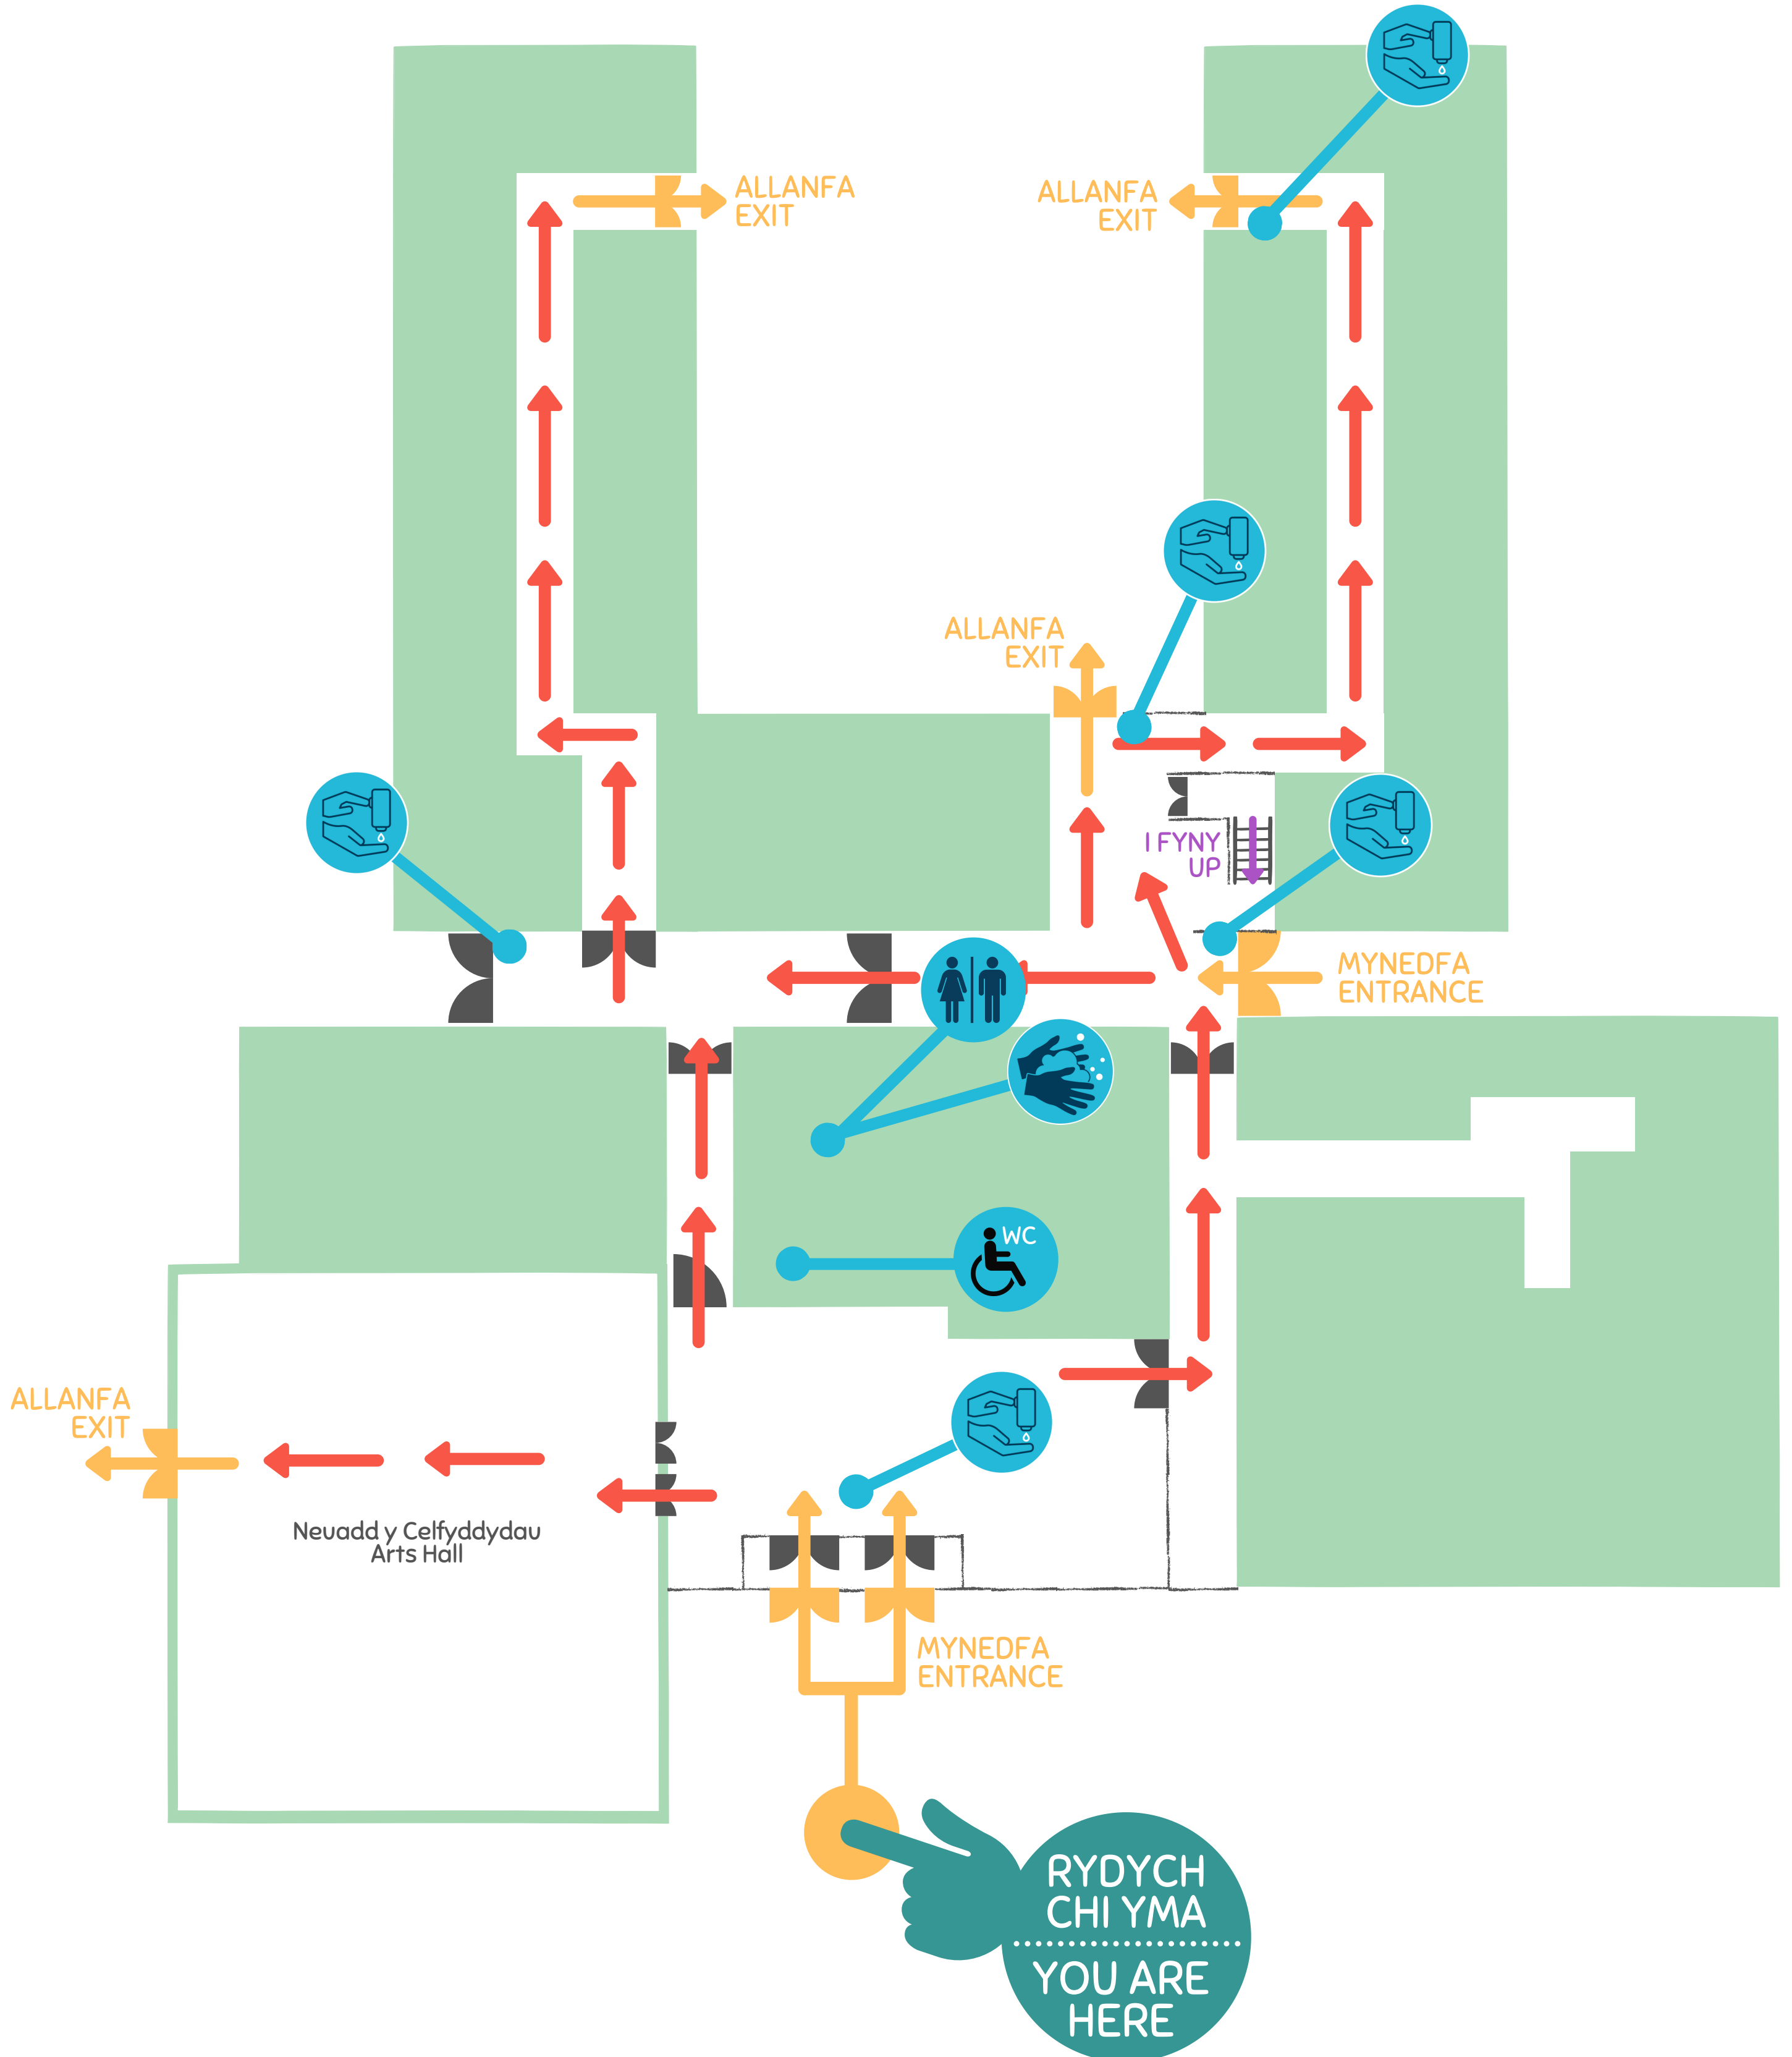 ALLANFA
EXIT
ALLANFA
EXIT
ALLANFA
EXIT
I FYNY
UP
MYNEDFA
ENTRANCE
WC
ALLANFA
EXIT
Neuadd y Celfyddydau
Arts Hall
MYNEDFA
ENTRANCE
RYDYCH
CHI YMA
YOU ARE
HERE